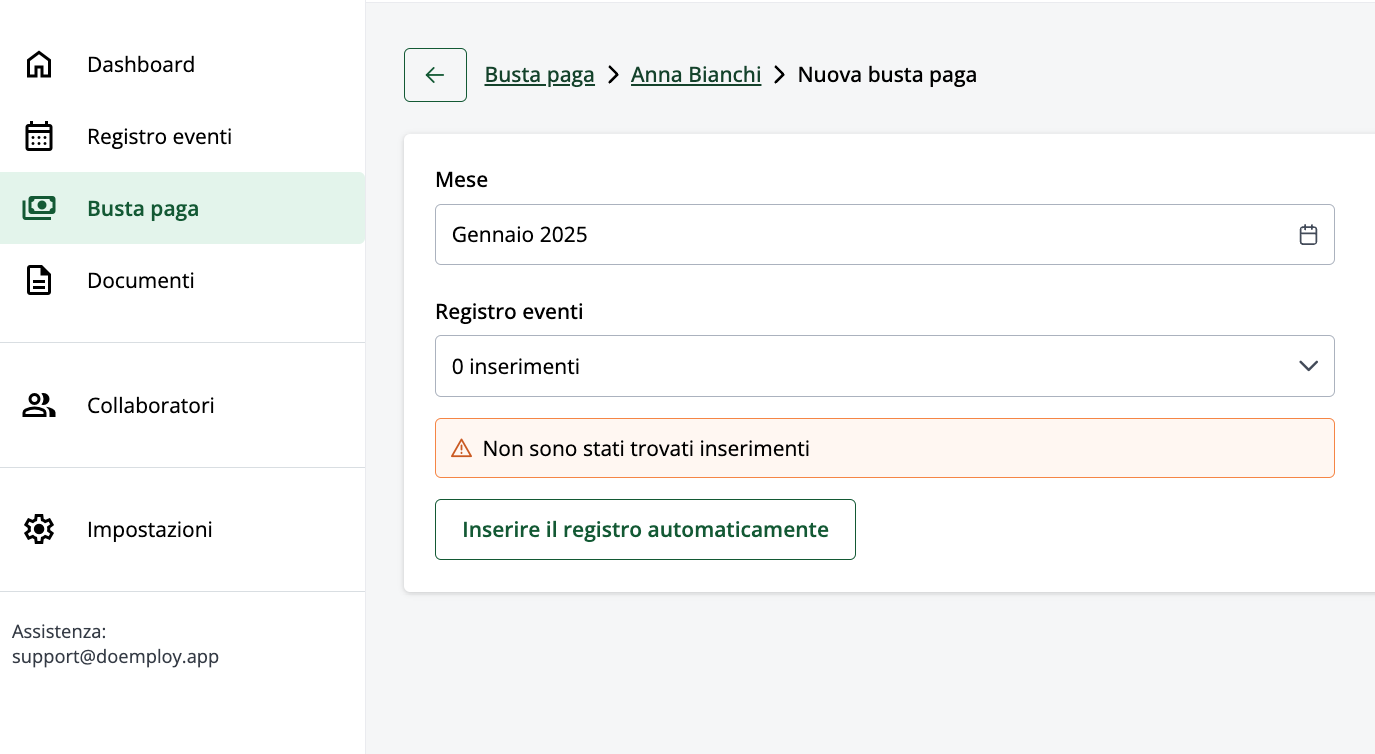 Dashboard
Registro eventi
Busta paga
Documenti
Collaboratori
Impostazioni
Assistenza:
support@doemploy.app
Busta paga > Anna Bianchi > Nuova busta paga
Mese
Gennaio 2025
Registro eventi
0 inserimenti
Non sono stati trovati inserimenti
Inserire il registro automaticamente